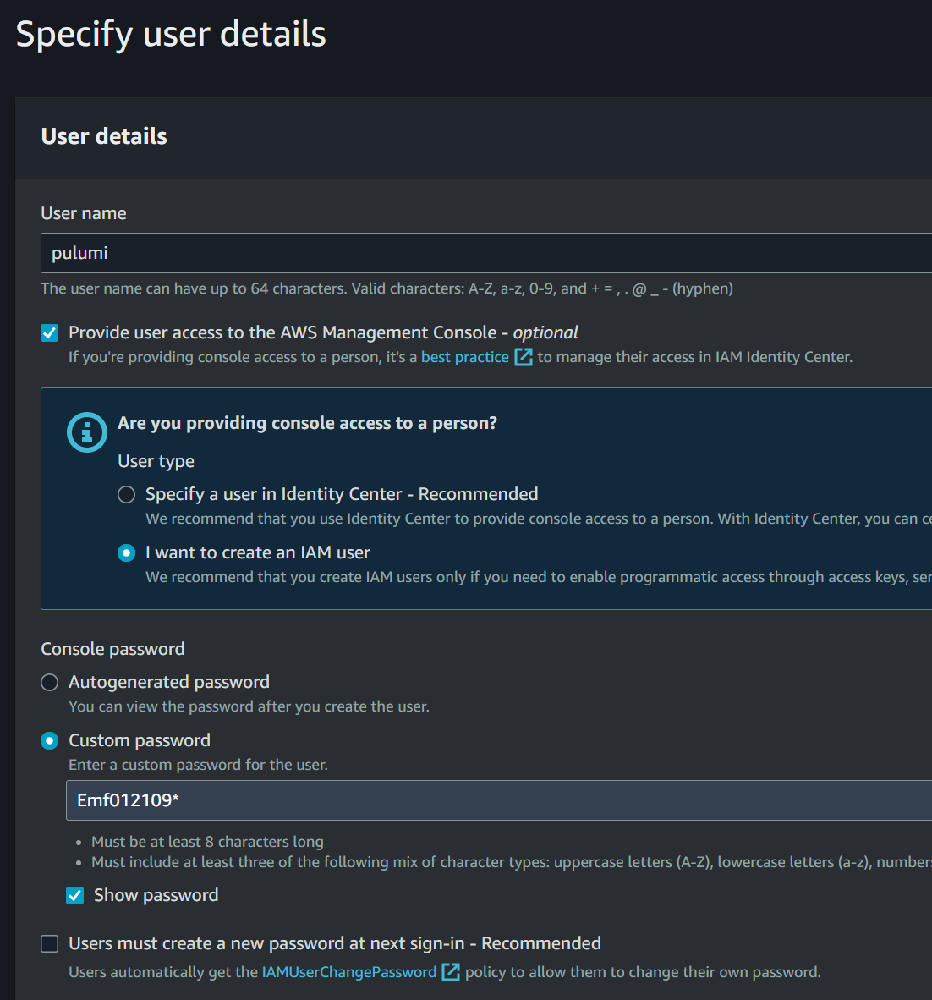 Specify user details
User details
User name
pulumi
The user name can have up to 64 characters. Valid characters: A-Z, a-z, 0-9, and + = , . @ _ - (hyphen)
Provide user access to the AWS Management Console - optional
If you're providing console access to a person, it's a best practice to manage their access in IAM Identity Center.
Are you providing console access to a person?
User type
Specify a user in Identity Center - Recommended
We recommend that you use Identity Center to provide console access to a person. With Identity Center, you can
I want to create an IAM user
We recommend that you create IAM users only if you need to enable programmatic access through access keys,
Console password
Autogenerated password
You can view the password after you create the user.
Custom password
Enter a custom password for the user.
Emf012109*
• Must be at least 8 characters long
• Must include at least three of the following mix of character types: uppercase letters (A-Z), lowercase letters (a-z),
Show password
Users must create a new password at next sign-in - Recommended
Users automatically get the IAMUserChangePassword policy to allow them to change their own password.